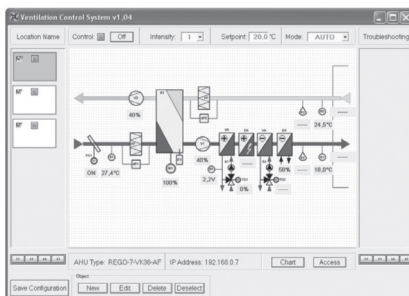 Ventilation Control System v1,04
Location Name Control: Off Intensity: 1 Setpoint: 20.0 °C Mode: AUTO Troubleshooting
40%
24,5°C
40%
ON 27,4°C
100%
2,2V
0%
60%
18,0°C
AHU Type: REGO-7-VK36-AF IP Address: 192.168.0.7 Chart Access
Object
Save Configuration New Edit Delete Deselect